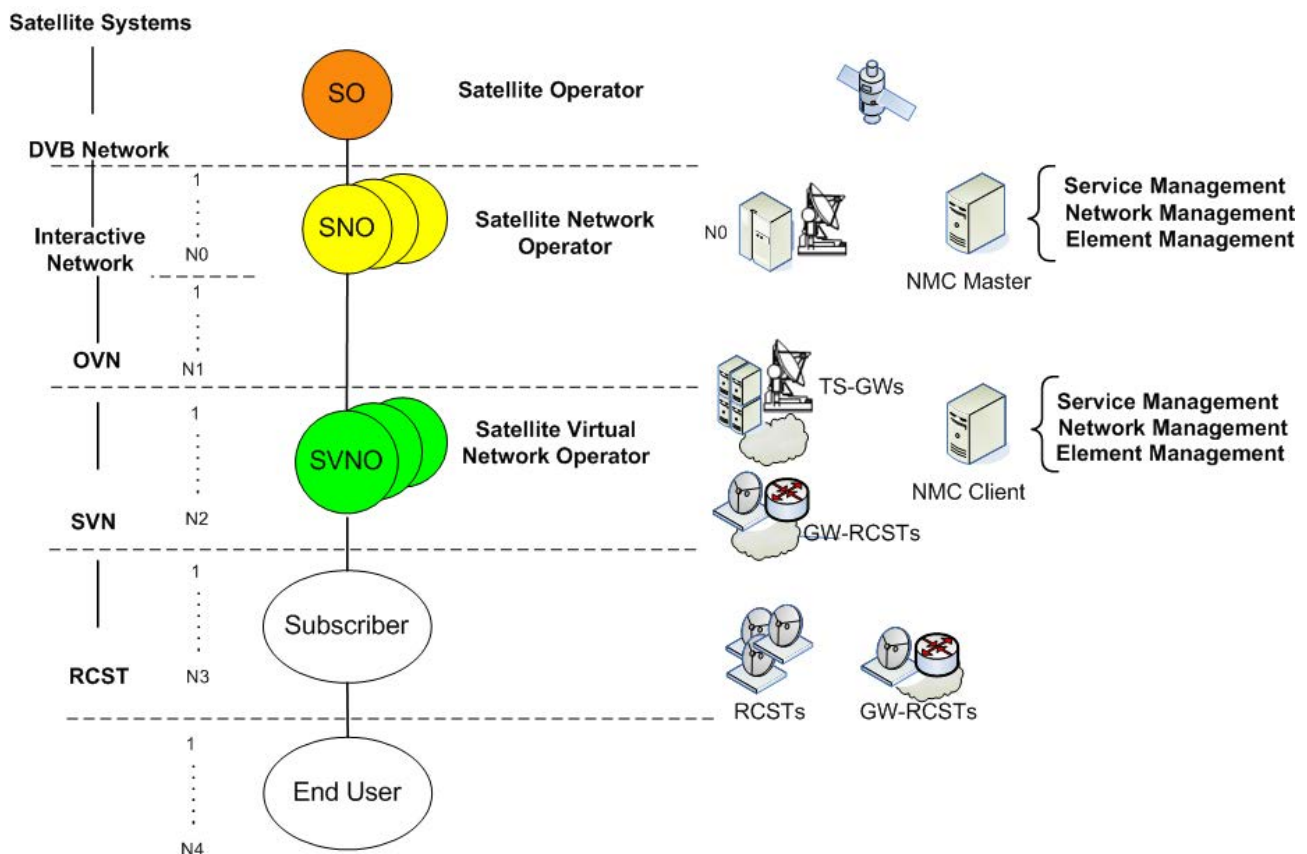 Satellite Systems
SO
Satellite Operator
DVB Network
1
SNO
Satellite Network
Operator
Interactive
Network
N0
N0
NMC Master
Service Management
Network Management
Element Management
1
OVN
N1
TS-GWs
1
SVNO
Satellite Virtual
Network Operator
SVN
N2
NMC Client
Service Management
Network Management
Element Management
GW-RCSTs
1
Subscriber
RCST
N3
RCSTs
GW-RCSTs
1
End User
N4